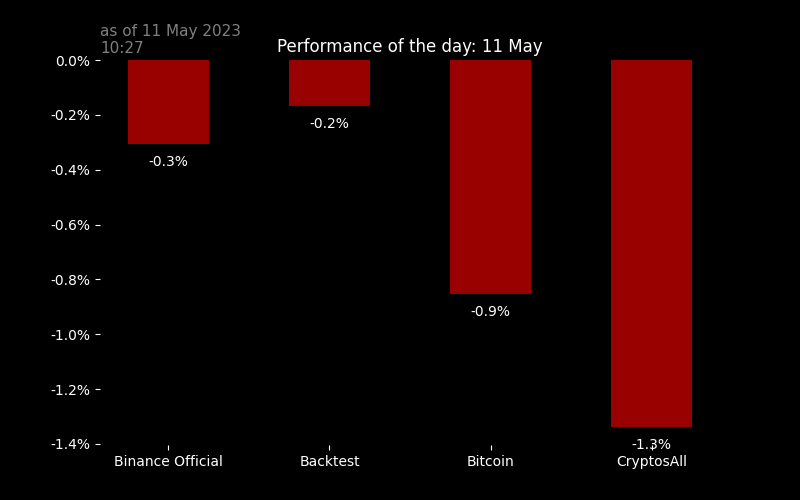 as of 11 May 2023
10:27
Performance of the day: 11 May
0.0%
-0.2%
-0.4%
-0.6%
-0.8%
-1.0%
-1.2%
-1.4%
-0.3%
-0.2%
-0.9%
-1.3%
Binance Official
Backtest
Bitcoin
CryptosAll